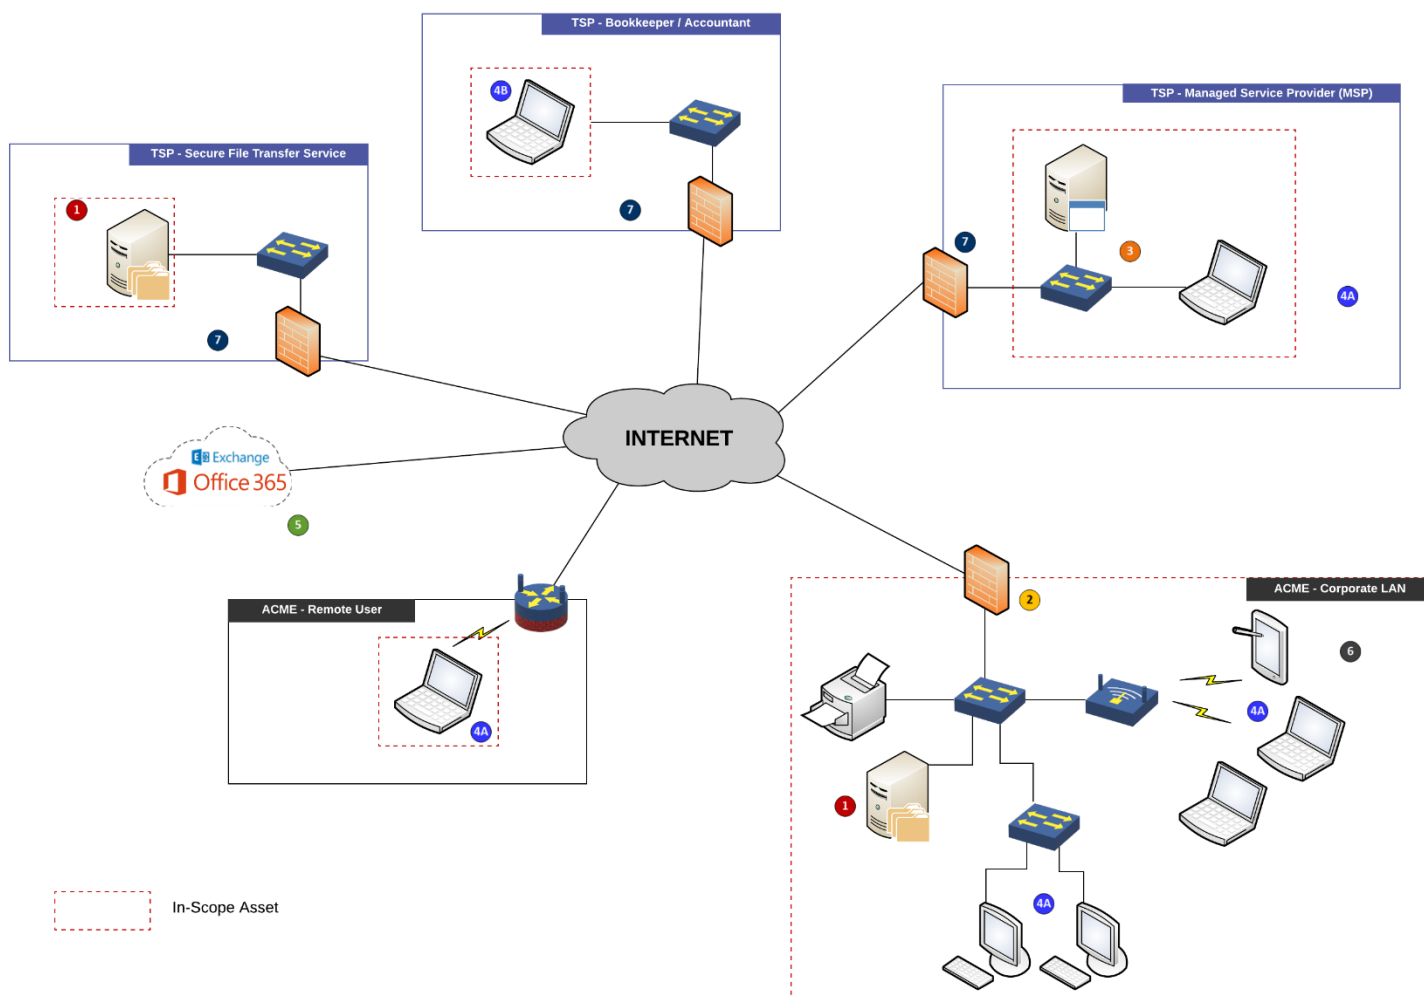 TSP - Bookkeeper / Accountant
4B
7
TSP - Managed Service Provider (MSP)
7
3
4A
TSP - Secure File Transfer Service
1
7
INTERNET
Exchange
Office 365
5
ACME - Remote User
4A
ACME - Corporate LAN
2
6
4A
1
4A
In-Scope Asset